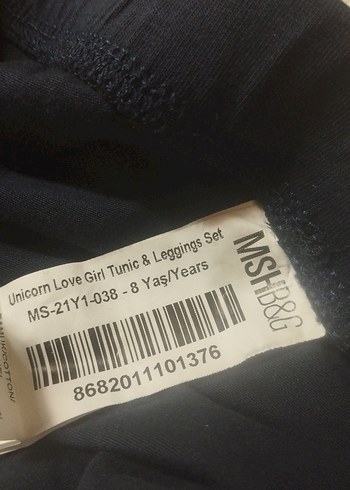 Unicorn Love Girl Tunic & Leggings Set
MS-21Y1-038 - 8 Yaş/Years
8682011101376
MSHB&G